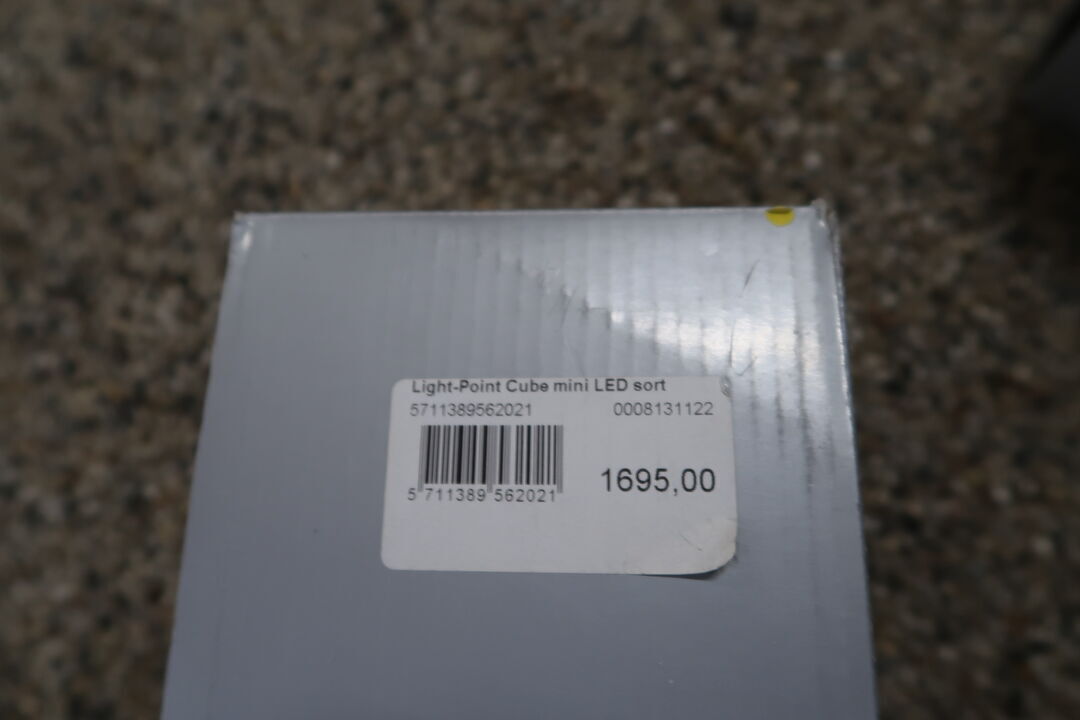 Light-Point Cube mini LED sort
5711389562021 0008131122
1695,00
5 711389 562021